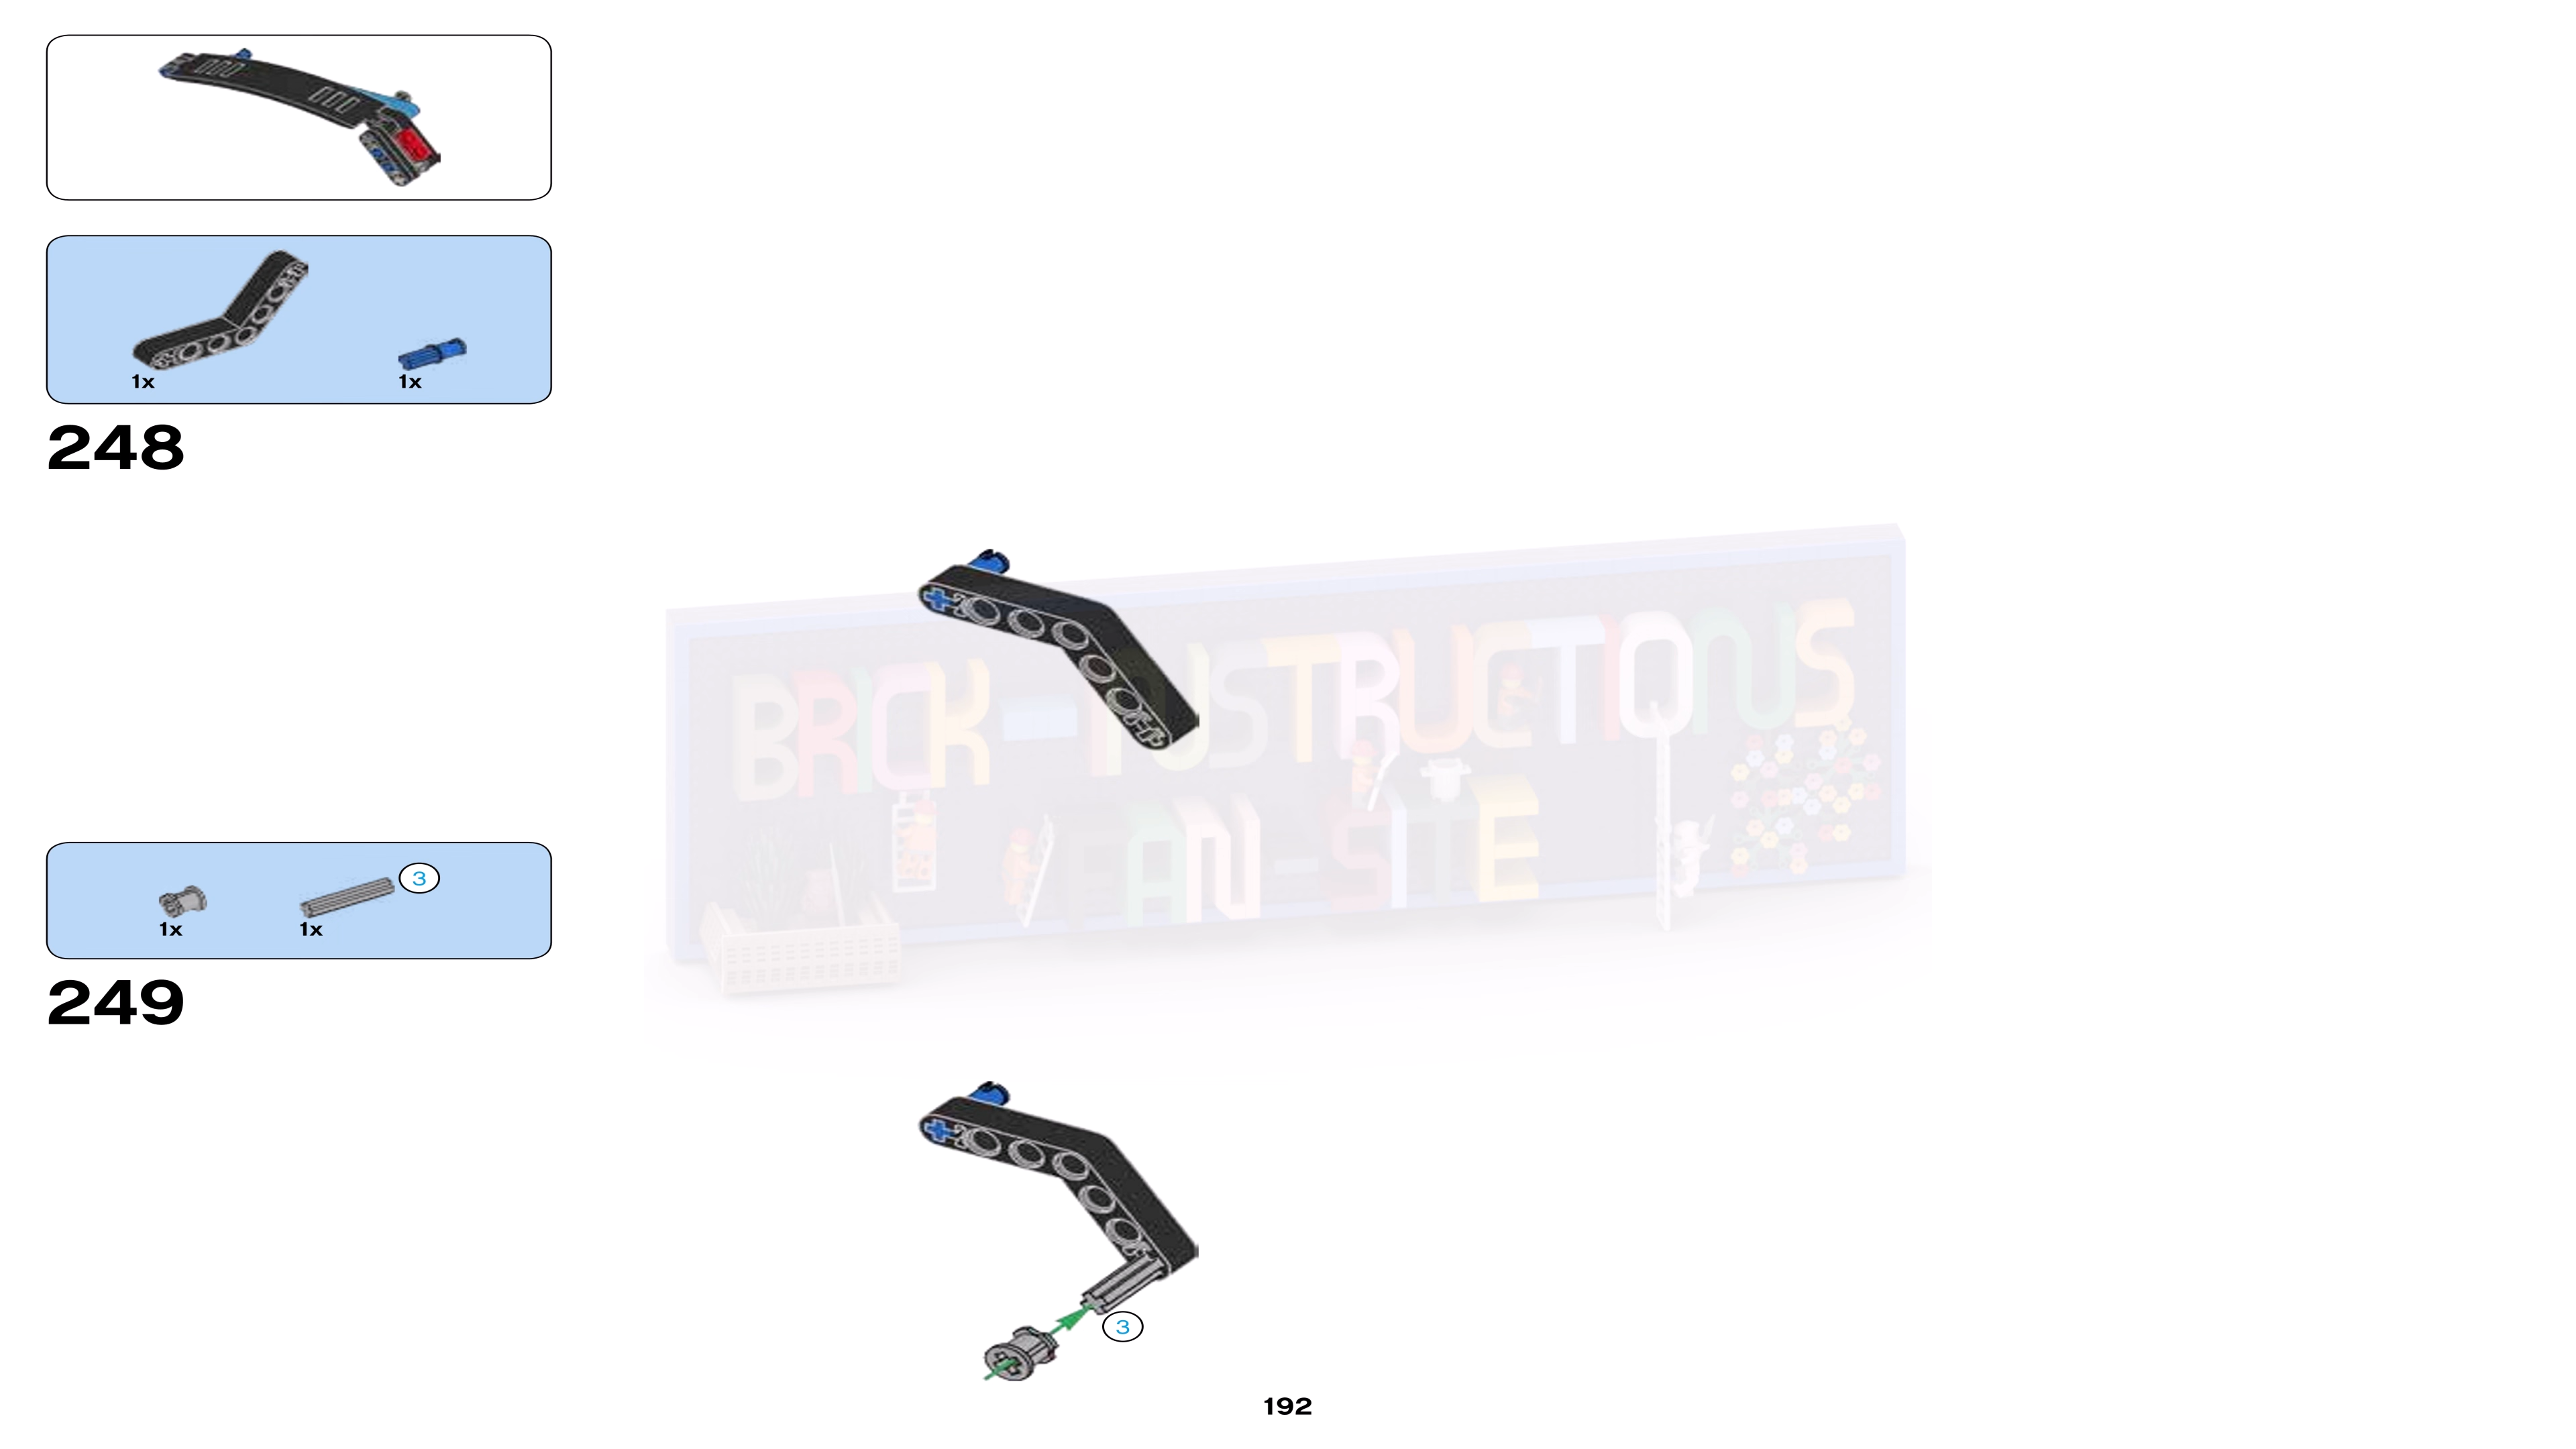 1x 1x
248
BRICK-INSTRUCTIONS
FAN-SITE
3
1x 1x
249
3
192